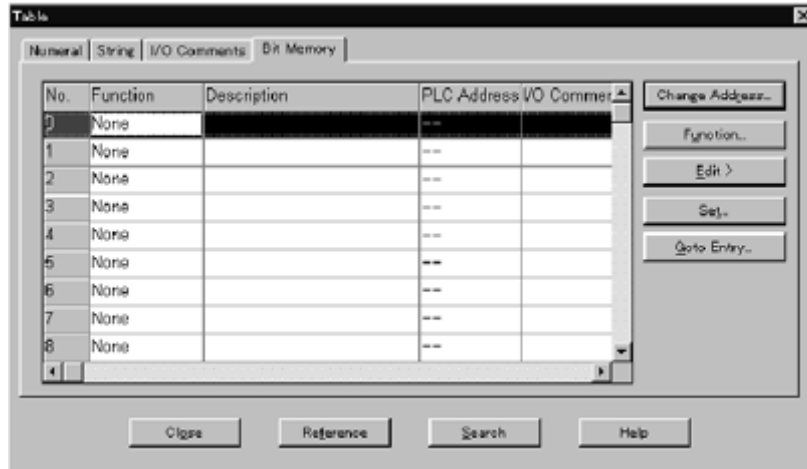 Table
Numeral String I/O Comments Bit Memory
No. Function Description PLC Address I/O Commen
0 None --
1 None --
2 None --
3 None --
4 None --
5 None --
6 None --
7 None --
8 None --
Change Address...
Function...
Edit >
Set...
Goto Entry...
Close Reference Search Help